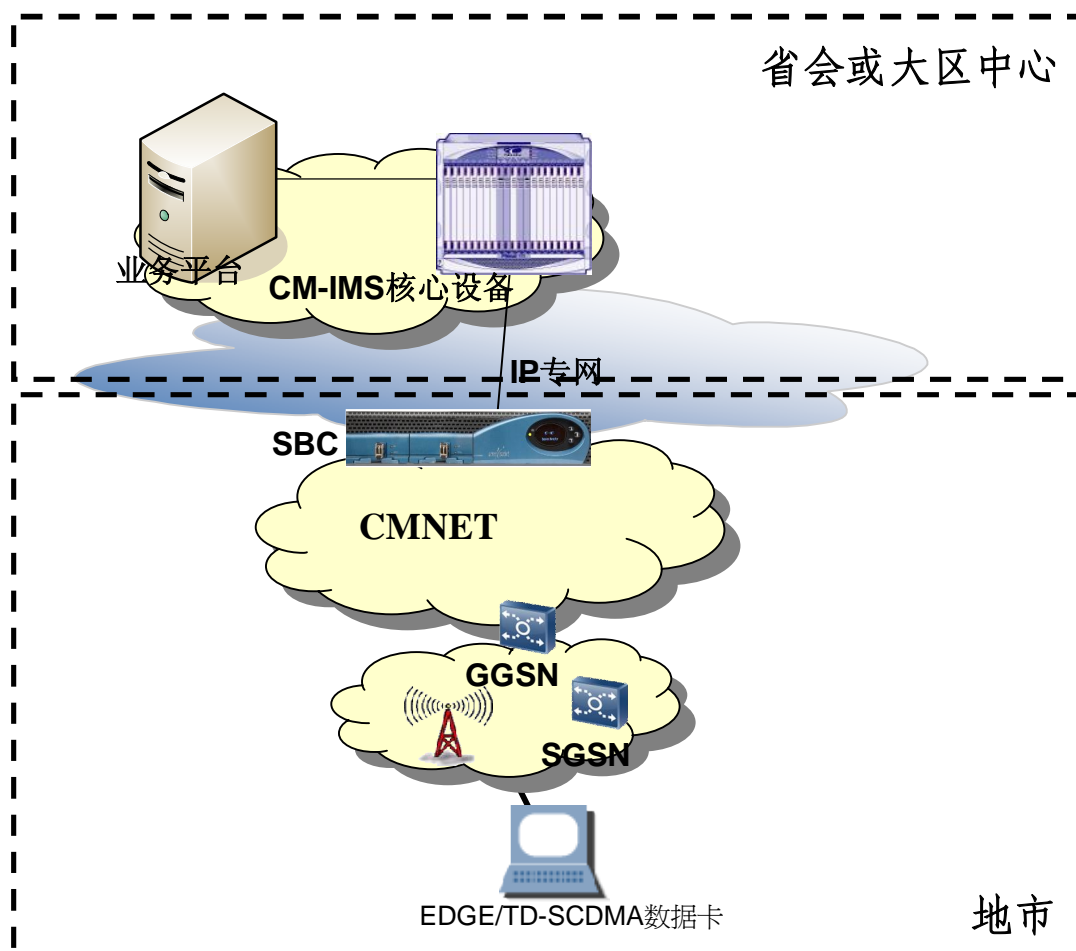 省会或大区中心
业务平台
CM-IMS核心设备
IP专网
SBC
CMNET
GGSN
SGSN
EDGE/TD-SCDMA数据卡
地市